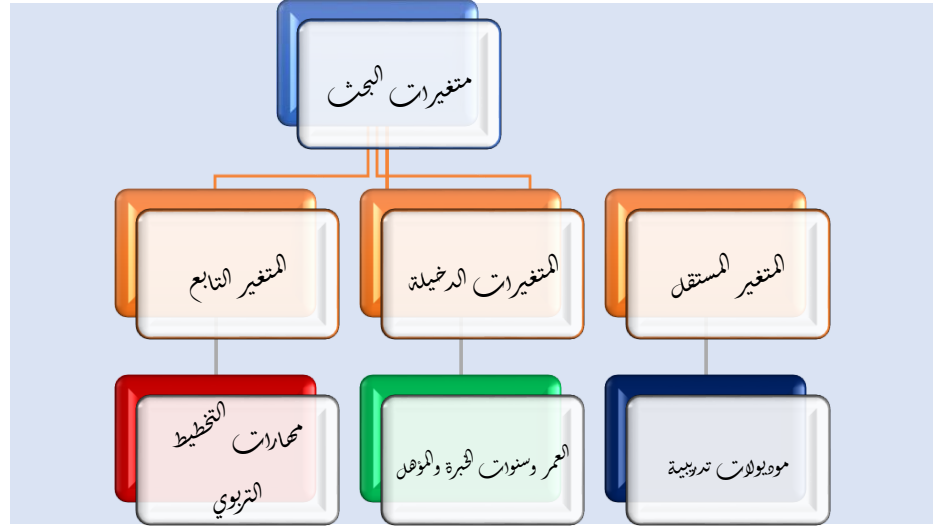 متغيرات البحث
المتغير المستقل
المتغيرات الدخيلة
المتغير التابع
موديولات تدريبية
العمر وسنوات الخبرة والمؤهل
مهارات التخطيط
التربوي